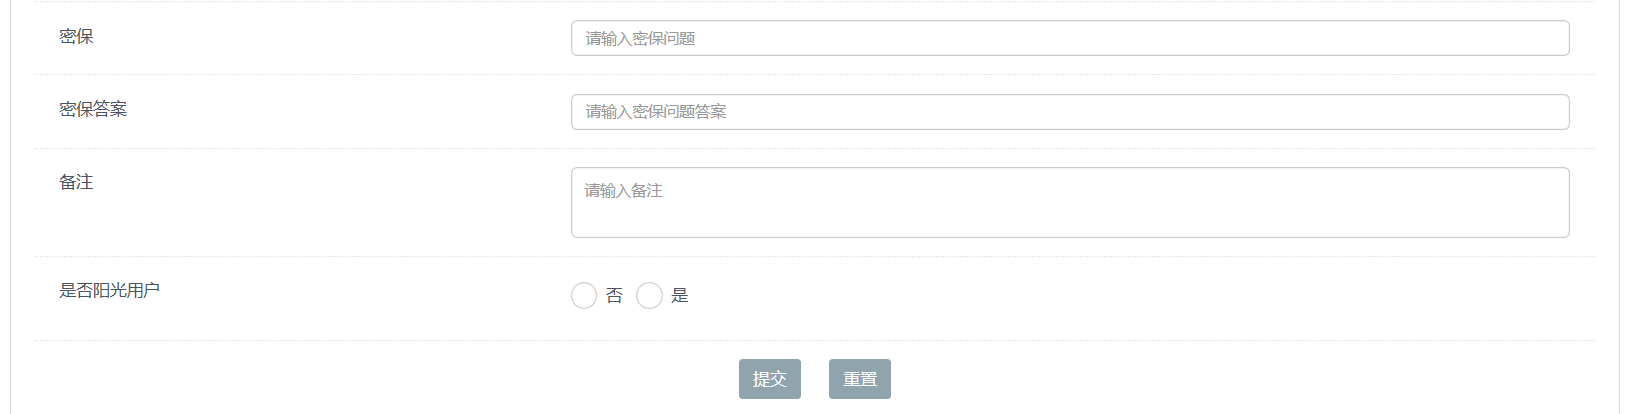 密保
请输入密保问题
密保答案
请输入密保问题答案
备注
请输入备注
是否阳光用户
否 是
提交 重置